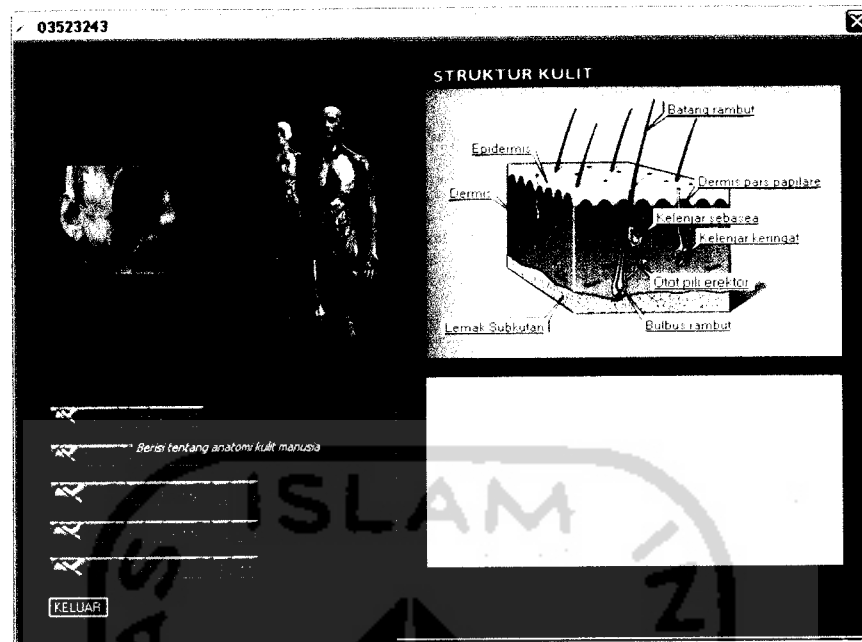 03523243
STRUKTUR KULIT
Batang rambut
Epidermis
Dermis pars papilare
Dermis
Kelenjar sebasea
Kelenjar keringat
Otot pili erektor
Lemak Subkutan
Bulbus rambut
Berisi tentang anatomi kulit manusia
KELUAR
ISLAM